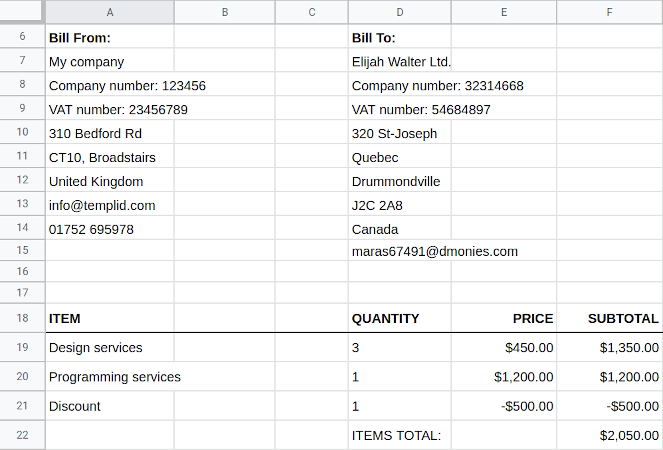 A B C D E F
6 Bill From: Bill To:
7 My company Elijah Walter Ltd.
8 Company number: 123456 Company number: 32314668
9 VAT number: 23456789 VAT number: 54684897
10 310 Bedford Rd 320 St-Joseph
11 CT10, Broadstairs Quebec
12 United Kingdom Drummondville
13 info@templid.com J2C 2A8
14 01752 695978 Canada
15 maras67491@dmonies.com
16
17
18 ITEM QUANTITY PRICE SUBTOTAL
19 Design services 3 $450.00 $1,350.00
20 Programming services 1 $1,200.00 $1,200.00
21 Discount 1 -$500.00 -$500.00
22 ITEMS TOTAL: $2,050.00